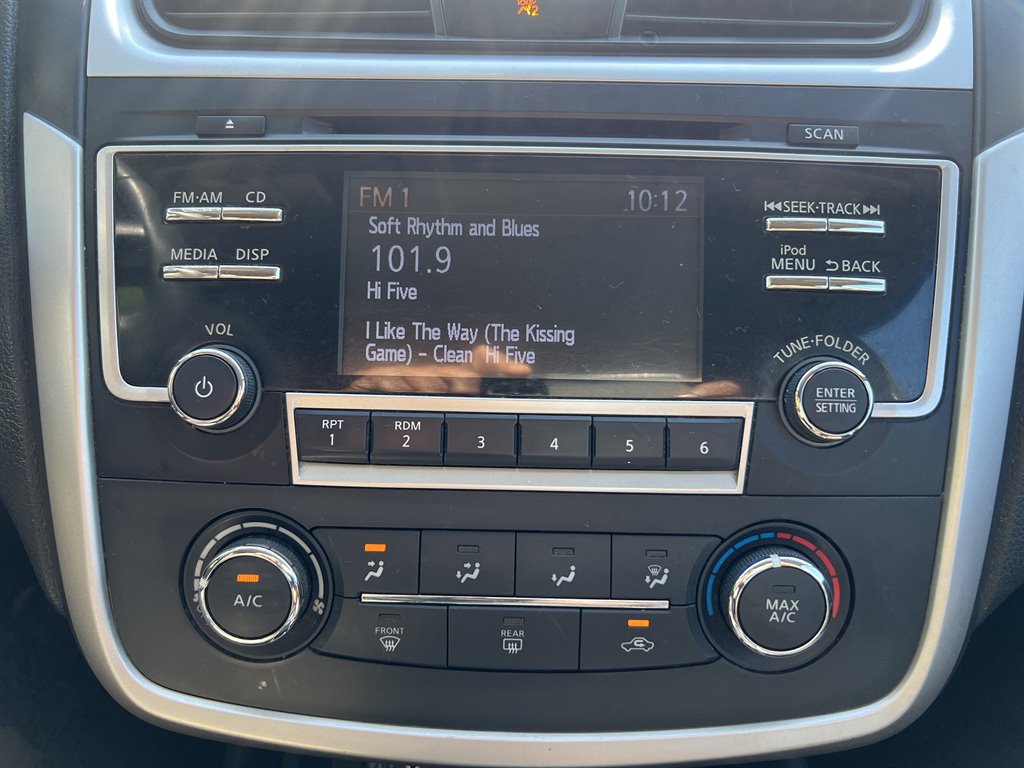 SCAN
FM·AM CD
MEDIA DISP
VOL
FM 1 10:12
Soft Rhythm and Blues
101.9
Hi Five
I Like The Way (The Kissing
Game) - Clean Hi Five
SEEK·TRACK
iPod
MENU BACK
TUNE·FOLDER
ENTER
SETTING
RPT RDM
1 2 3 4 5 6
A/C
FRONT REAR
MAX
A/C